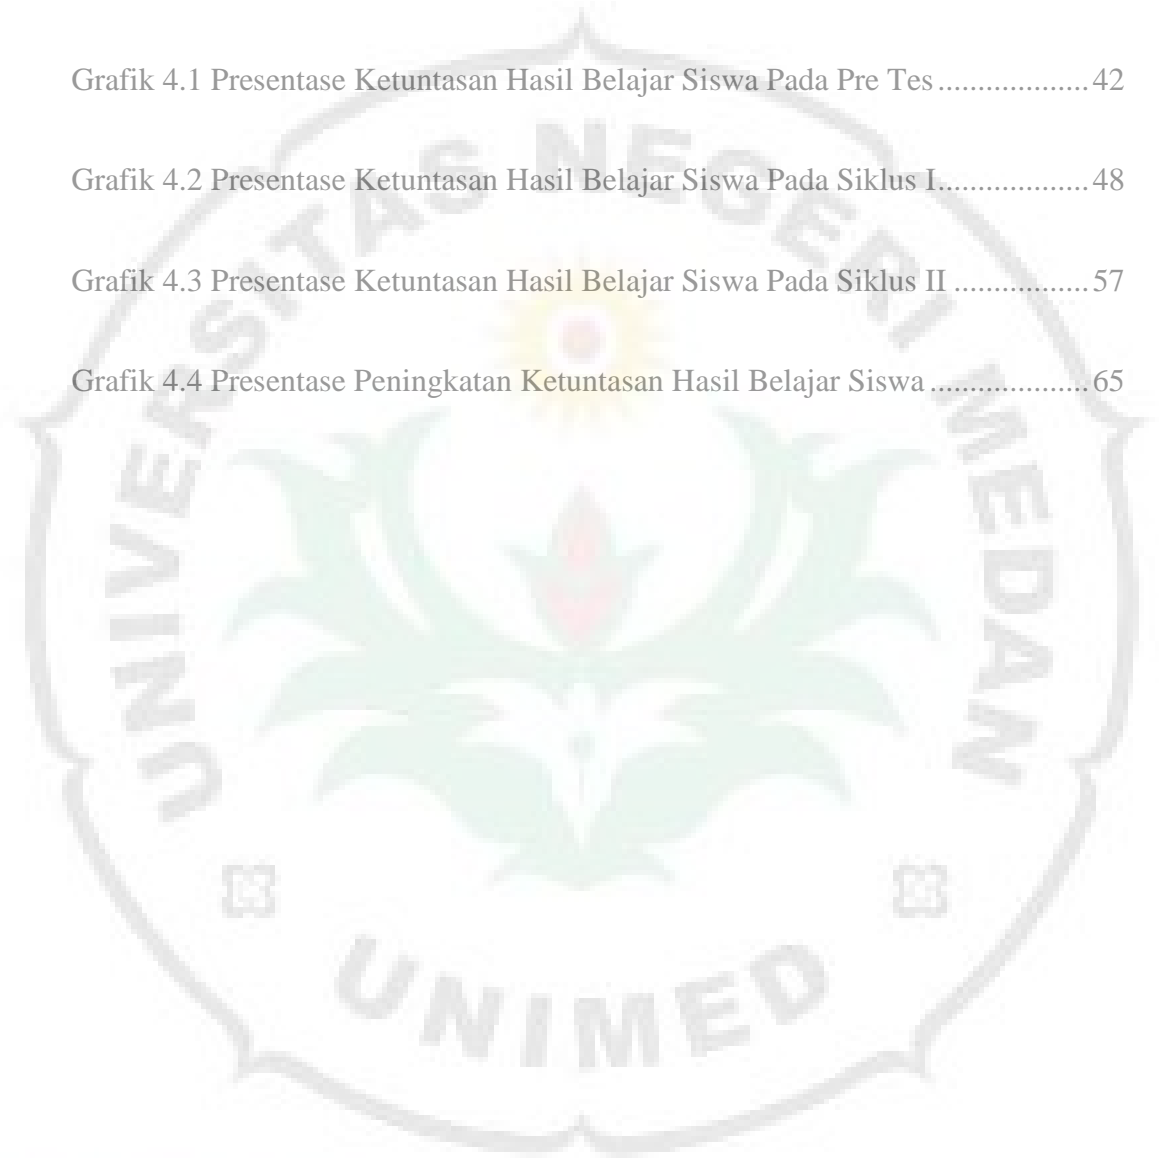 Grafik 4.1 Presentase Ketuntasan Hasil Belajar Siswa Pada Pre Tes .................. 42
Grafik 4.2 Presentase Ketuntasan Hasil Belajar Siswa Pada Siklus I.................. 48
Grafik 4.3 Presentase Ketuntasan Hasil Belajar Siswa Pada Siklus II ................ 57
Grafik 4.4 Presentase Peningkatan Ketuntasan Hasil Belajar Siswa ................... 65
UNIVERSITAS NEGERI MEDAN
UNIMED